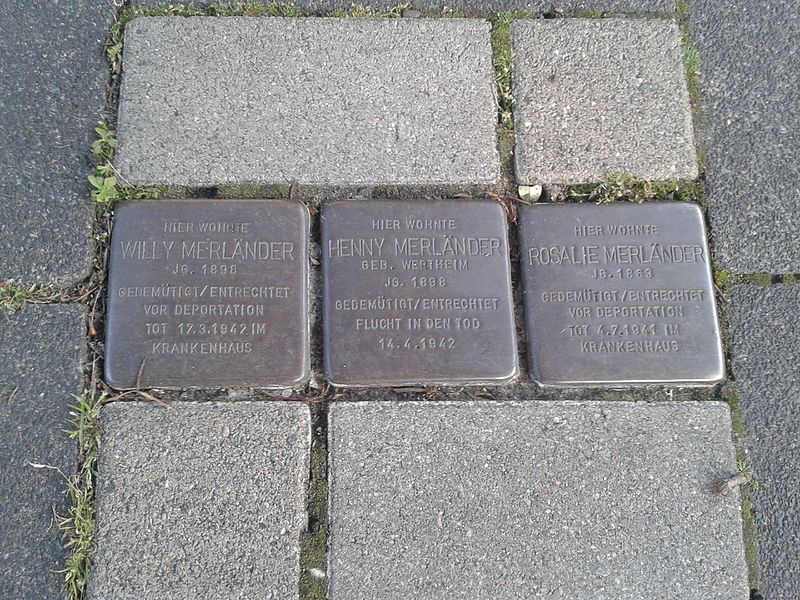 HIER WOHNTE
WILLY MERLÄNDER
JG. 1898
GEDEMÜTIGT/ENTRECHTET
VOR DEPORTATION
TOT 17.3.1942 IM
KRANKENHAUS
HIER WOHNTE
HENNY MERLÄNDER
GEB. WERTHEIM
JG. 1898
GEDEMÜTIGT/ENTRECHTET
FLUCHT IN DEN TOD
14.4.1942
HIER WOHNTE
ROSALIE MERLÄNDER
JG. 1863
GEDEMÜTIGT/ENTRECHTET
VOR DEPORTATION
TOT 4.7.1941 IM
KRANKENHAUS